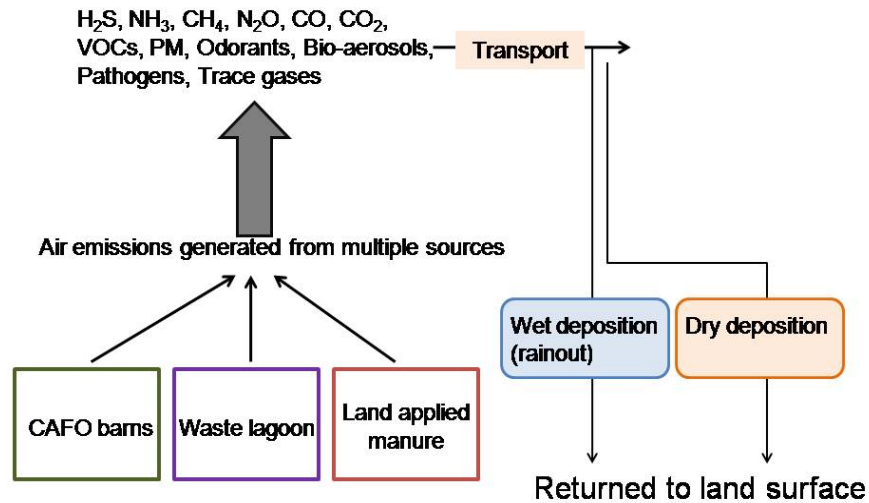 H₂S, NH₃, CH₄, N₂O, CO, CO₂,
VOCs, PM, Odorants, Bio-aerosols,
Pathogens, Trace gases
Transport
Air emissions generated from multiple sources
CAFO barns
Waste lagoon
Land applied
manure
Wet deposition
(rainout)
Dry deposition
Returned to land surface